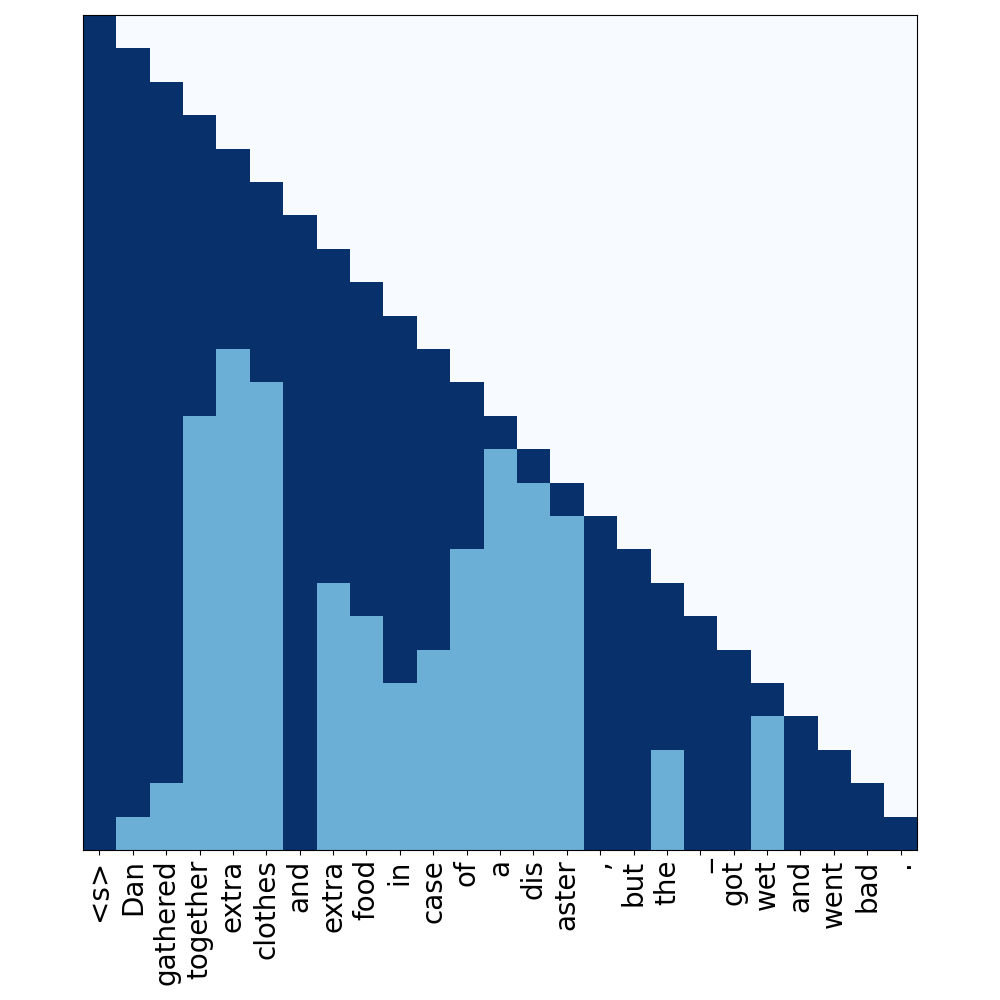 <s>
Dan
gathered
together
extra
clothes
and
extra
food
in
case
of
a
dis
aster
,
but
the
_
got
wet
and
went
bad
.